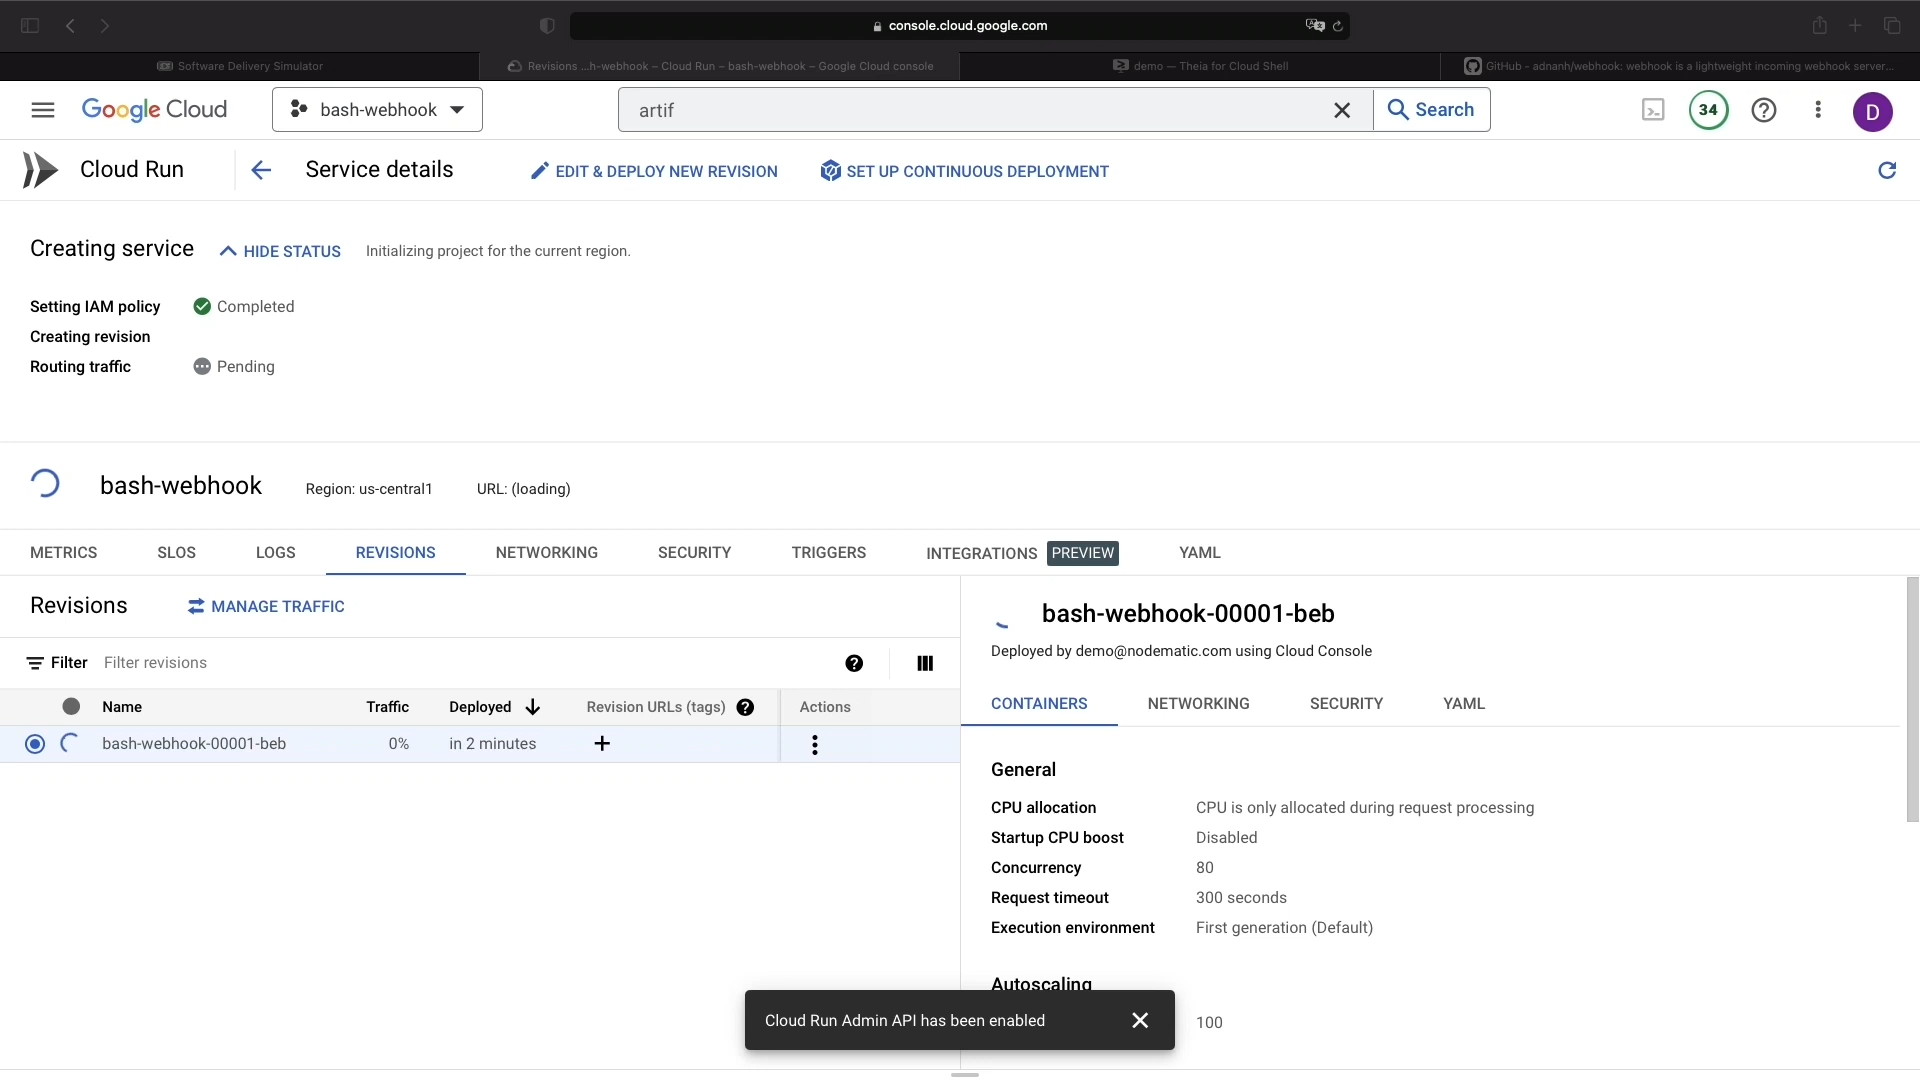 console.cloud.google.com
Software Delivery Simulator
Revisions ...h-webhook – Cloud Run – bash-webhook – Google Cloud console
demo — Theia for Cloud Shell
GitHub - adnanh/webhook: webhook is a lightweight incoming webhook server...
Google Cloud
bash-webhook
artif
Search
34
D
Cloud Run
Service details
EDIT & DEPLOY NEW REVISION
SET UP CONTINUOUS DEPLOYMENT
Creating service
HIDE STATUS
Initializing project for the current region.
Setting IAM policy
Completed
Creating revision
Routing traffic
Pending
bash-webhook
Region: us-central1
URL: (loading)
METRICS
SLOS
LOGS
REVISIONS
NETWORKING
SECURITY
TRIGGERS
INTEGRATIONS PREVIEW
YAML
Revisions
MANAGE TRAFFIC
Filter
Filter revisions
Name
Traffic
Deployed
Revision URLs (tags)
Actions
bash-webhook-00001-beb
0%
in 2 minutes
bash-webhook-00001-beb
Deployed by demo@nodematic.com using Cloud Console
CONTAINERS
NETWORKING
SECURITY
YAML
General
CPU allocation
CPU is only allocated during request processing
Startup CPU boost
Disabled
Concurrency
80
Request timeout
300 seconds
Execution environment
First generation (Default)
Autoscaling
100
Cloud Run Admin API has been enabled